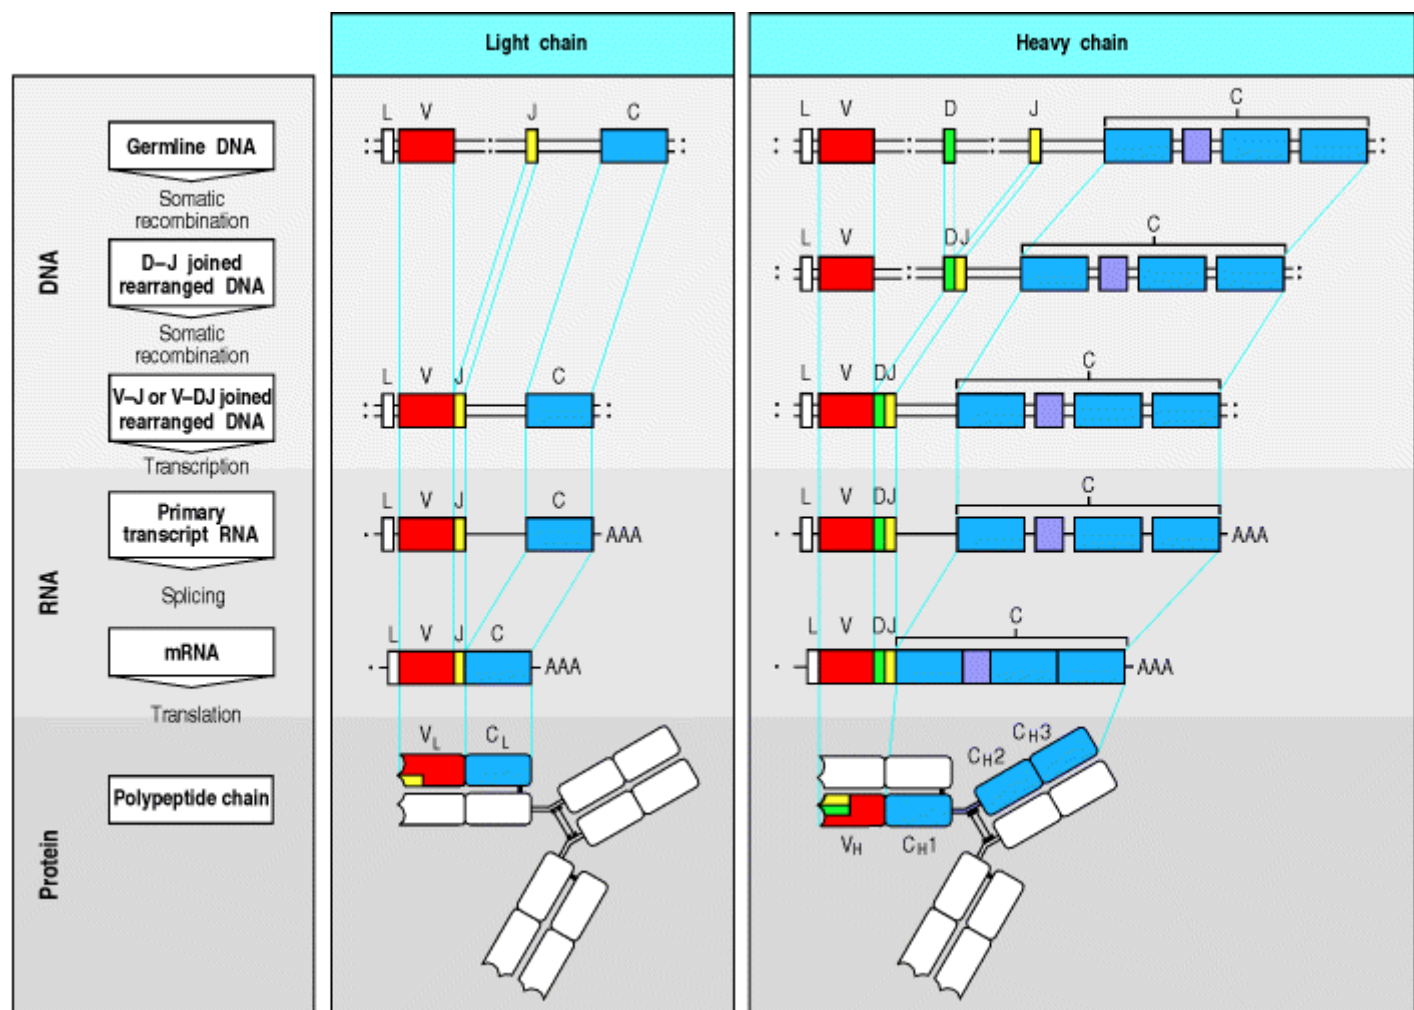 Light chain
Heavy chain
DNA
Germline DNA
Somatic
recombination
D–J joined
rearranged DNA
Somatic
recombination
V–J or V–DJ joined
rearranged DNA
Transcription
RNA
Primary
transcript RNA
Splicing
mRNA
Translation
Protein
Polypeptide chain
L V J C
L V J C
L V J C
AAA
L V J C
AAA
VL CL
L V D J C
L V DJ C
L V DJ C
L V DJ C
AAA
L V DJ C
AAA
CH2 CH3
VH CH1